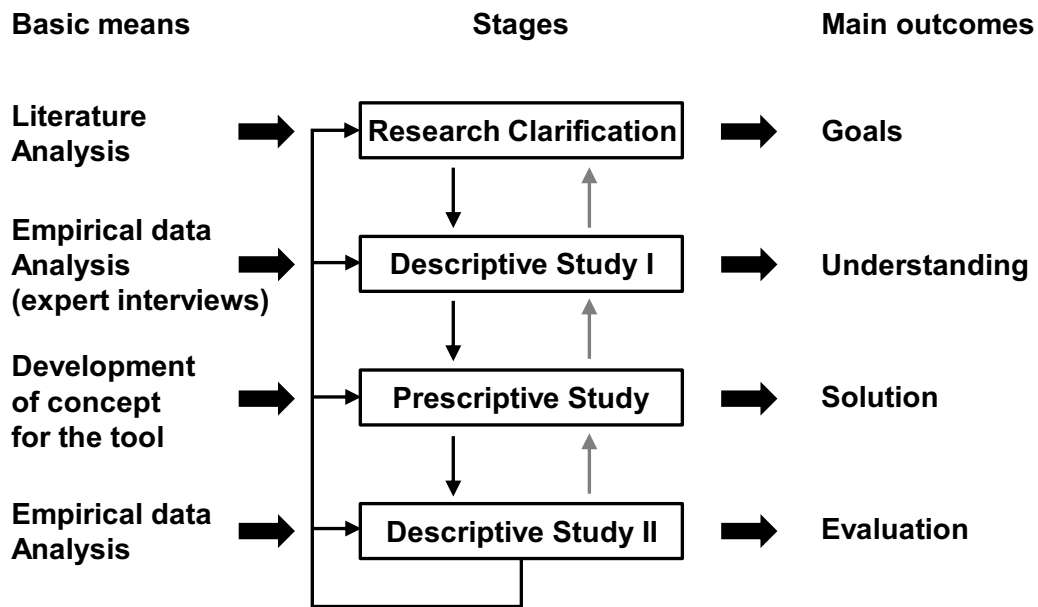 Basic means
Stages
Main outcomes
Literature
Analysis
Research Clarification
Goals
Empirical data
Analysis
(expert interviews)
Descriptive Study I
Understanding
Development
of concept
for the tool
Prescriptive Study
Solution
Empirical data
Analysis
Descriptive Study II
Evaluation